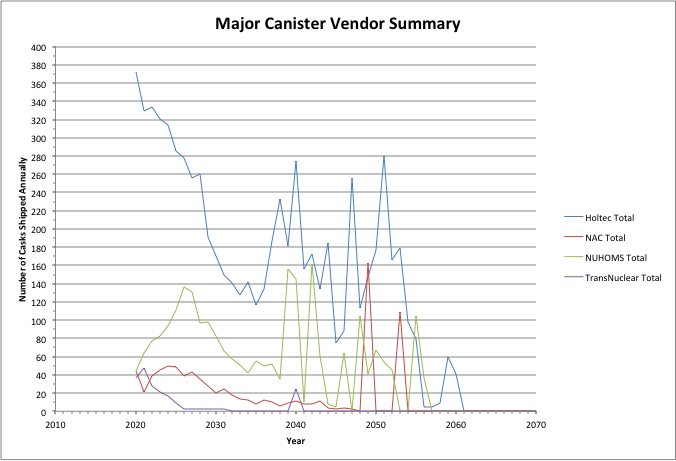 Major Canister Vendor Summary
Number of Casks Shipped Annually
400
380
360
340
320
300
280
260
240
220
200
180
160
140
120
100
80
60
40
20
0
2010 2020 2030 2040 2050 2060 2070
Year
Holtec Total
NAC Total
NUHOMS Total
TransNuclear Total